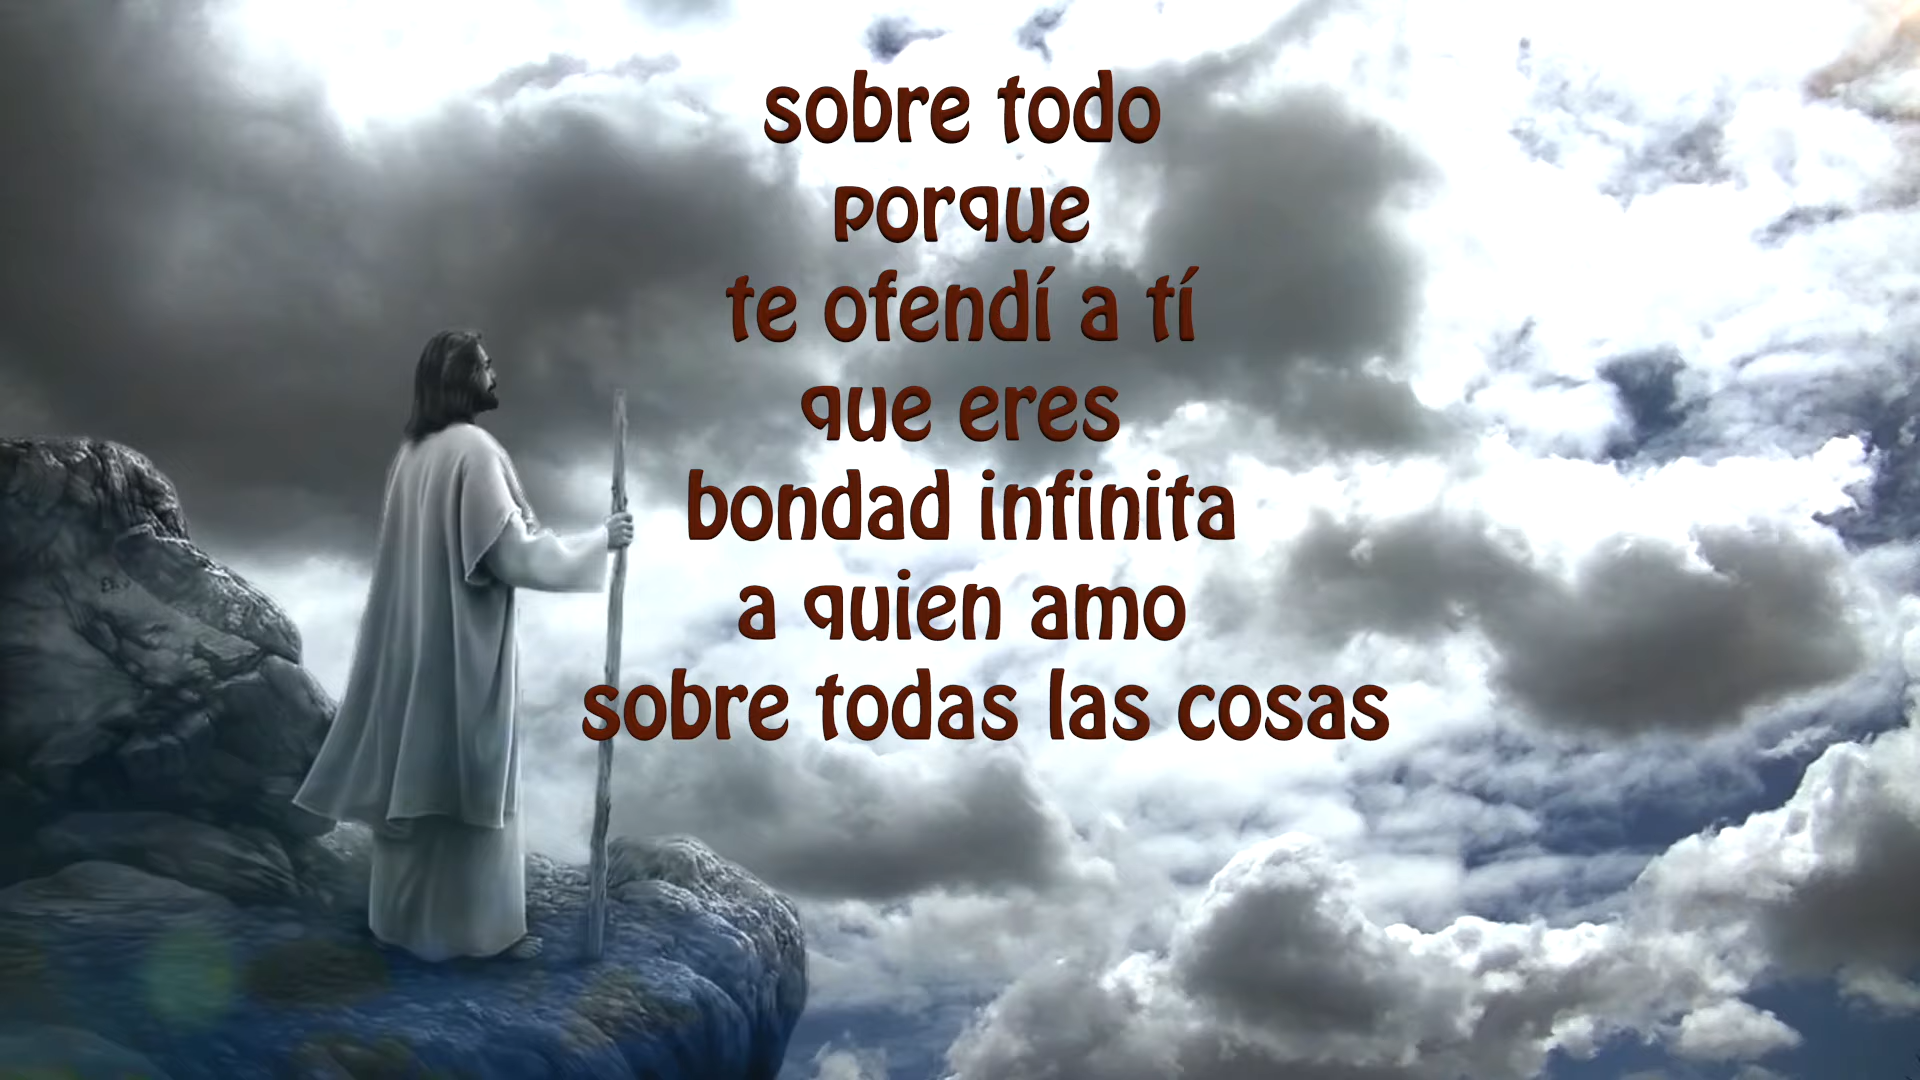 sobre todo
porque
te ofendí a tí
que eres
bondad infinita
a quien amo
sobre todas las cosas